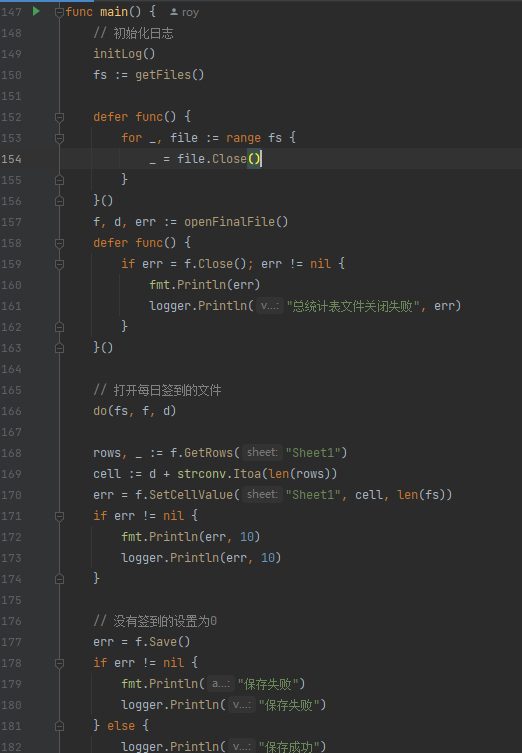 147 func main() { roy
148 // 初始化日志
149 initLog()
150 fs := getFiles()
151
152 defer func() {
153 for _, file := range fs {
154 _ = file.Close()
155 }
156 }()
157 f, d, err := openFinalFile()
158 defer func() {
159 if err = f.Close(); err != nil {
160 fmt.Println(err)
161 logger.Println( v...: "总统计表文件关闭失败", err)
162 }
163 }()
164
165 // 打开每日签到的文件
166 do(fs, f, d)
167
168 rows, _ := f.GetRows( sheet: "Sheet1")
169 cell := d + strconv.Itoa(len(rows))
170 err = f.SetCellValue( sheet: "Sheet1", cell, len(fs))
171 if err != nil {
172 fmt.Println(err, 10)
173 logger.Println(err, 10)
174 }
175
176 // 没有签到的设置为0
177 err = f.Save()
178 if err != nil {
179 fmt.Println( a...: "保存失败")
180 logger.Println( v...: "保存失败")
181 } else {
182 logger.Println( v...: "保存成功")